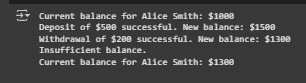 Current balance for Alice Smith: $1000
Deposit of $500 successful. New balance: $1500
Withdrawal of $200 successful. New balance: $1300
Insufficient balance.
Current balance for Alice Smith: $1300